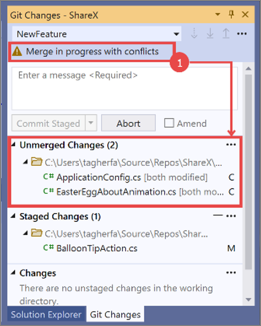 Git Changes - ShareX
NewFeature
Merge in progress with conflicts
1
Enter a message <Required>
Commit Staged
Abort
Amend
Unmerged Changes (2)
C:\Users\tagherfa\Source\Repos\ShareX\...
ApplicationConfig.cs [both modified] C
EasterEggAboutAnimation.cs [both mo... C
Staged Changes (1)
C:\Users\tagherfa\Source\Repos\Shar...
BalloonTipAction.cs M
Changes
There are no unstaged changes in the working
directory.
Solution Explorer Git Changes